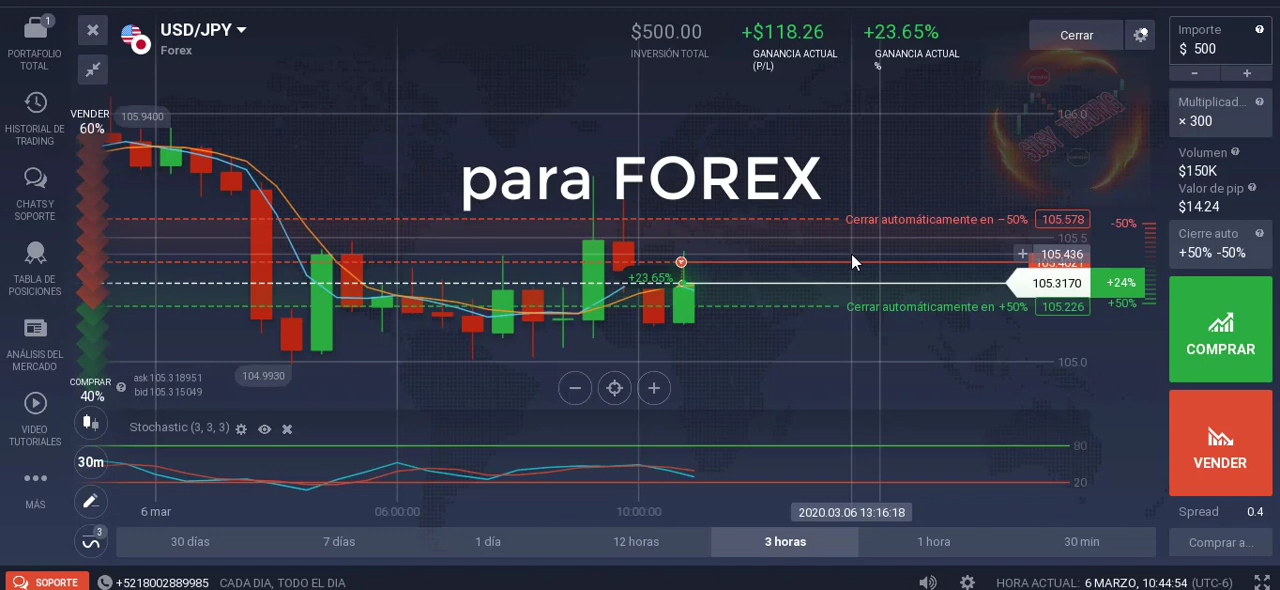 1
PORTAFOLIO
TOTAL
HISTORIAL DE
TRADING
CHATS Y
SOPORTE
TABLA DE
POSICIONES
ANÁLISIS DEL
MERCADO
VIDEO
TUTORIALES
MÁS
USD/JPY
Forex
$500.00
INVERSIÓN TOTAL
+$118.26
GANANCIA ACTUAL
(P/L)
+23.65%
GANANCIA ACTUAL
%
Cerrar
VENDER
60%
105.9400
106.0
SUSY TRADING
para FOREX
Cerrar automáticamente en −50% 105.578
-50%
105.5
105.436
+23.65%
105.3170
+24%
Cerrar automáticamente en +50% 105.226
+50%
105.0
104.9930
COMPRAR
40%
ask 105.318951
bid 105.315049
Stochastic (3, 3, 3)
80
20
30m
3
6 mar
06:00:00
10:00:00
2020.03.06 13:16:18
30 días
7 días
1 día
12 horas
3 horas
1 hora
30 min
Importe
$ 500
- +
Multiplicad...
× 300
Volumen
$150K
Valor de pip
$14.24
Cierre auto
+50% -50%
COMPRAR
VENDER
Spread 0.4
Comprar a...
SOPORTE
+5218002889985
CADA DIA, TODO EL DIA
HORA ACTUAL: 6 MARZO, 10:44:54 (UTC-6)